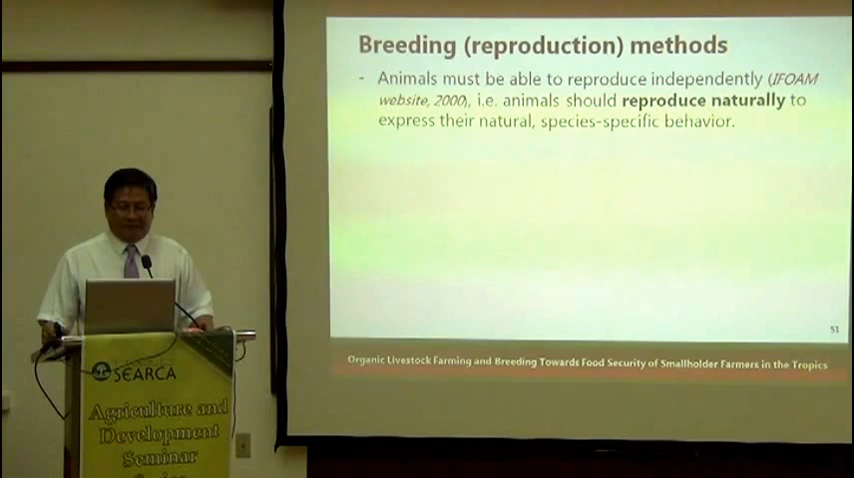 Breeding (reproduction) methods
- Animals must be able to reproduce independently (IFOAM
website, 2000), i.e. animals should reproduce naturally to
express their natural, species-specific behavior.
51
Organic Livestock Farming and Breeding Towards Food Security of Smallholder Farmers in the Tropics
SEARCA
Agriculture and
Development
Seminar
Series